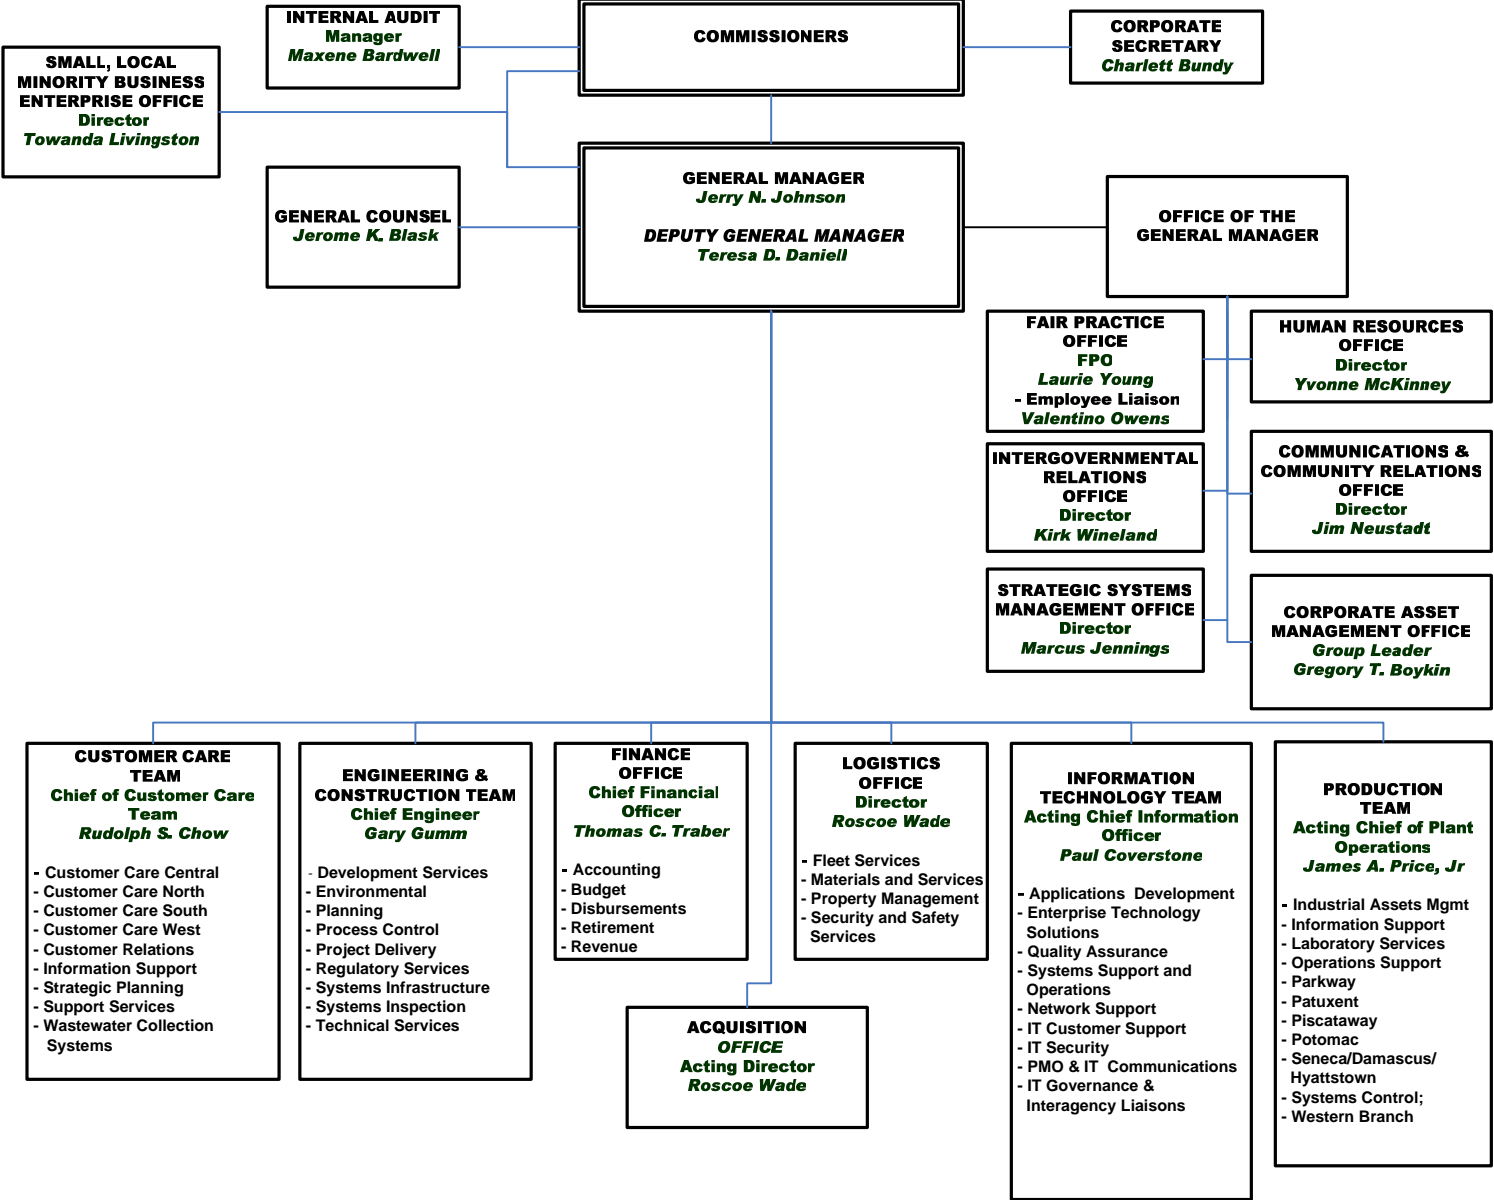 INTERNAL AUDIT
Manager
Maxene Bardwell
COMMISSIONERS
CORPORATE
SECRETARY
Charlett Bundy
SMALL, LOCAL
MINORITY BUSINESS
ENTERPRISE OFFICE
Director
Towanda Livingston
GENERAL COUNSEL
Jerome K. Blask
GENERAL MANAGER
Jerry N. Johnson
DEPUTY GENERAL MANAGER
Teresa D. Daniell
OFFICE OF THE
GENERAL MANAGER
FAIR PRACTICE
OFFICE
FPO
Laurie Young
- Employee Liaison
Valentino Owens
HUMAN RESOURCES
OFFICE
Director
Yvonne McKinney
INTERGOVERNMENTAL
RELATIONS
OFFICE
Director
Kirk Wineland
COMMUNICATIONS &
COMMUNITY RELATIONS
OFFICE
Director
Jim Neustadt
STRATEGIC SYSTEMS
MANAGEMENT OFFICE
Director
Marcus Jennings
CORPORATE ASSET
MANAGEMENT OFFICE
Group Leader
Gregory T. Boykin
CUSTOMER CARE
TEAM
Chief of Customer Care
Team
Rudolph S. Chow
- Customer Care Central
- Customer Care North
- Customer Care South
- Customer Care West
- Customer Relations
- Information Support
- Strategic Planning
- Support Services
- Wastewater Collection
Systems
ENGINEERING &
CONSTRUCTION TEAM
Chief Engineer
Gary Gumm
- Development Services
- Environmental
- Planning
- Process Control
- Project Delivery
- Regulatory Services
- Systems Infrastructure
- Systems Inspection
- Technical Services
FINANCE
OFFICE
Chief Financial
Officer
Thomas C. Traber
- Accounting
- Budget
- Disbursements
- Retirement
- Revenue
LOGISTICS
OFFICE
Director
Roscoe Wade
- Fleet Services
- Materials and Services
- Property Management
- Security and Safety
Services
INFORMATION
TECHNOLOGY TEAM
Acting Chief Information
Officer
Paul Coverstone
- Applications Development
- Enterprise Technology
Solutions
- Quality Assurance
- Systems Support and
Operations
- Network Support
- IT Customer Support
- IT Security
- PMO & IT Communications
- IT Governance &
Interagency Liaisons
PRODUCTION
TEAM
Acting Chief of Plant
Operations
James A. Price, Jr
- Industrial Assets Mgmt
- Information Support
- Laboratory Services
- Operations Support
- Parkway
- Patuxent
- Piscataway
- Potomac
- Seneca/Damascus/
Hyattstown
- Systems Control;
- Western Branch
ACQUISITION
OFFICE
Acting Director
Roscoe Wade